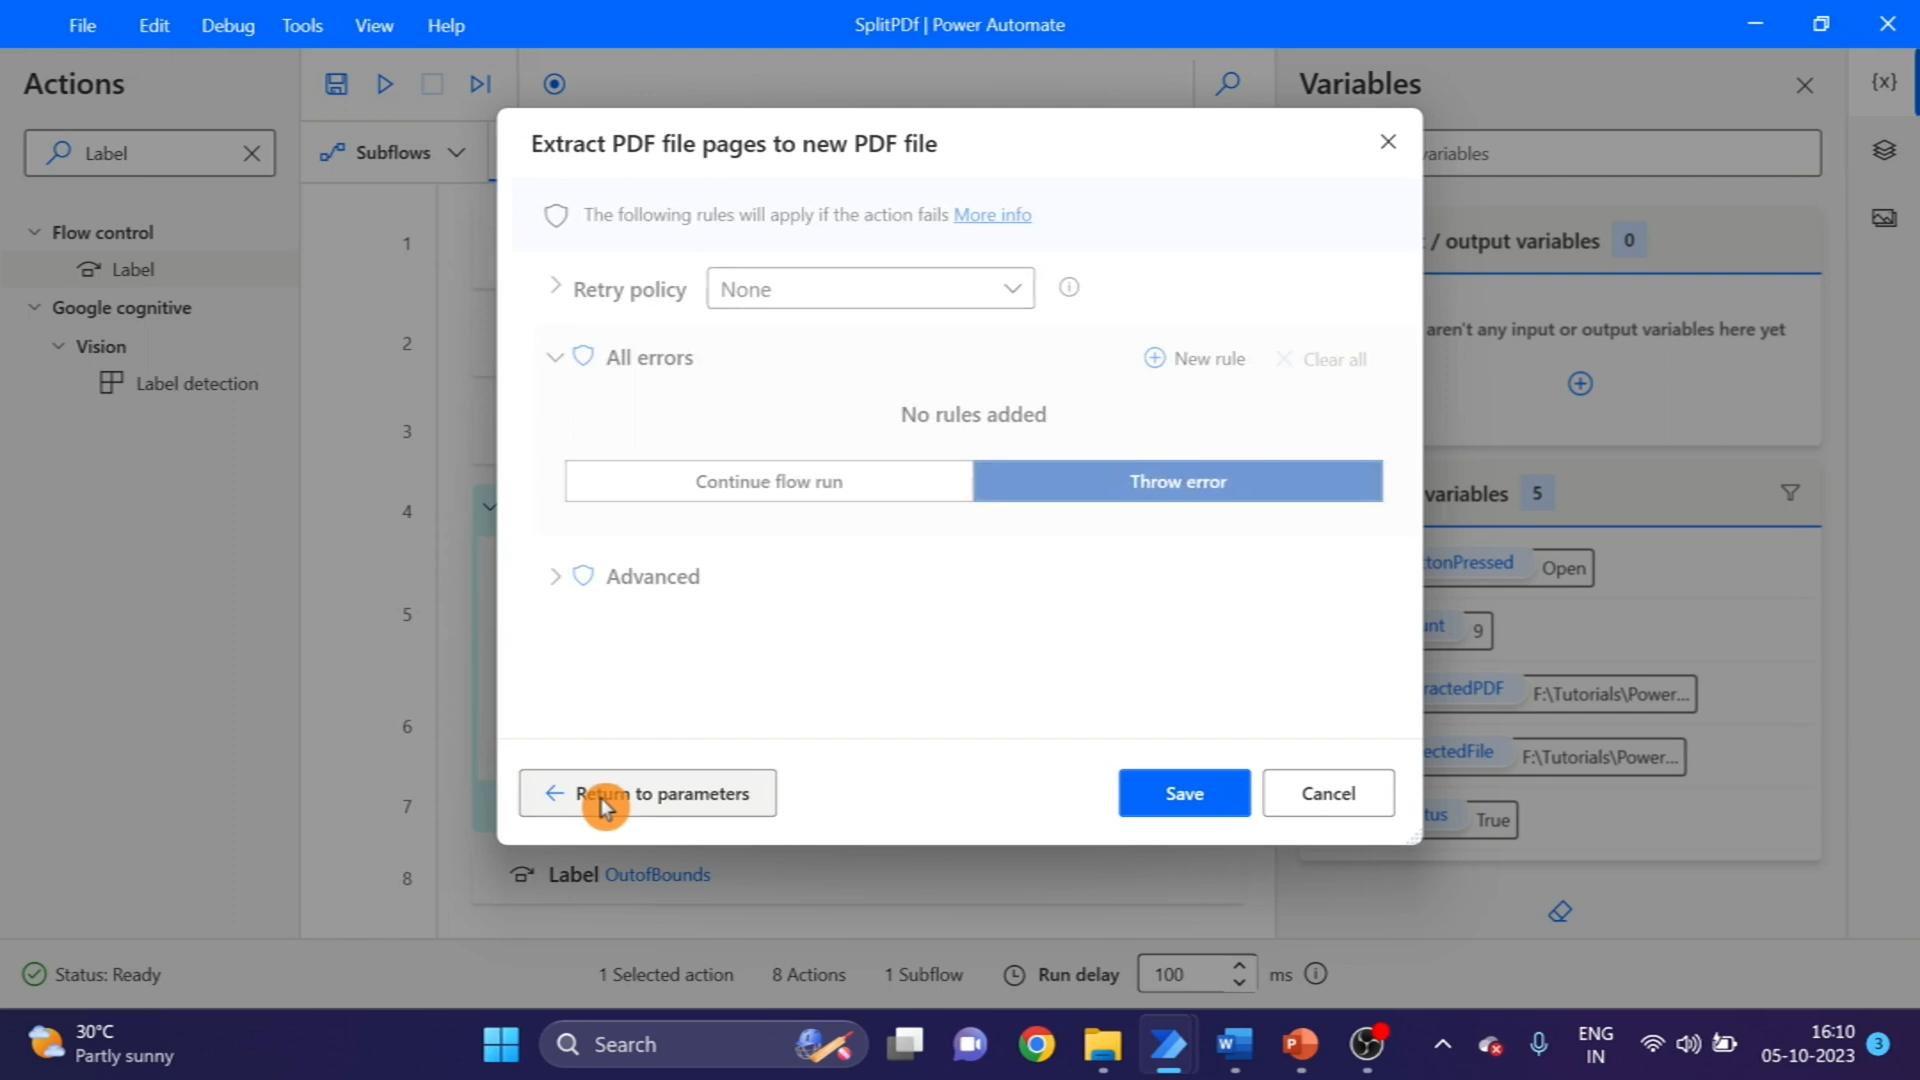 File Edit Debug Tools View Help
SplitPDf | Power Automate
Actions
Label
Flow control
Label
Google cognitive
Vision
Label detection
Subflows
1
2
3
4
5
6
7
8
Extract PDF file pages to new PDF file
The following rules will apply if the action fails More info
Retry policy None
All errors New rule Clear all
No rules added
Continue flow run Throw error
Advanced
Return to parameters Save Cancel
Label OutofBounds
Variables
variables
/ output variables 0
aren't any input or output variables here yet
variables 5
tonPressed Open
unt 9
ractedPDF F:\Tutorials\Power...
ectedFile F:\Tutorials\Power...
tus True
{x}
Status: Ready 1 Selected action 8 Actions 1 Subflow Run delay 100 ms
30°C
Partly sunny
Search
ENG
IN
16:10
05-10-2023
3